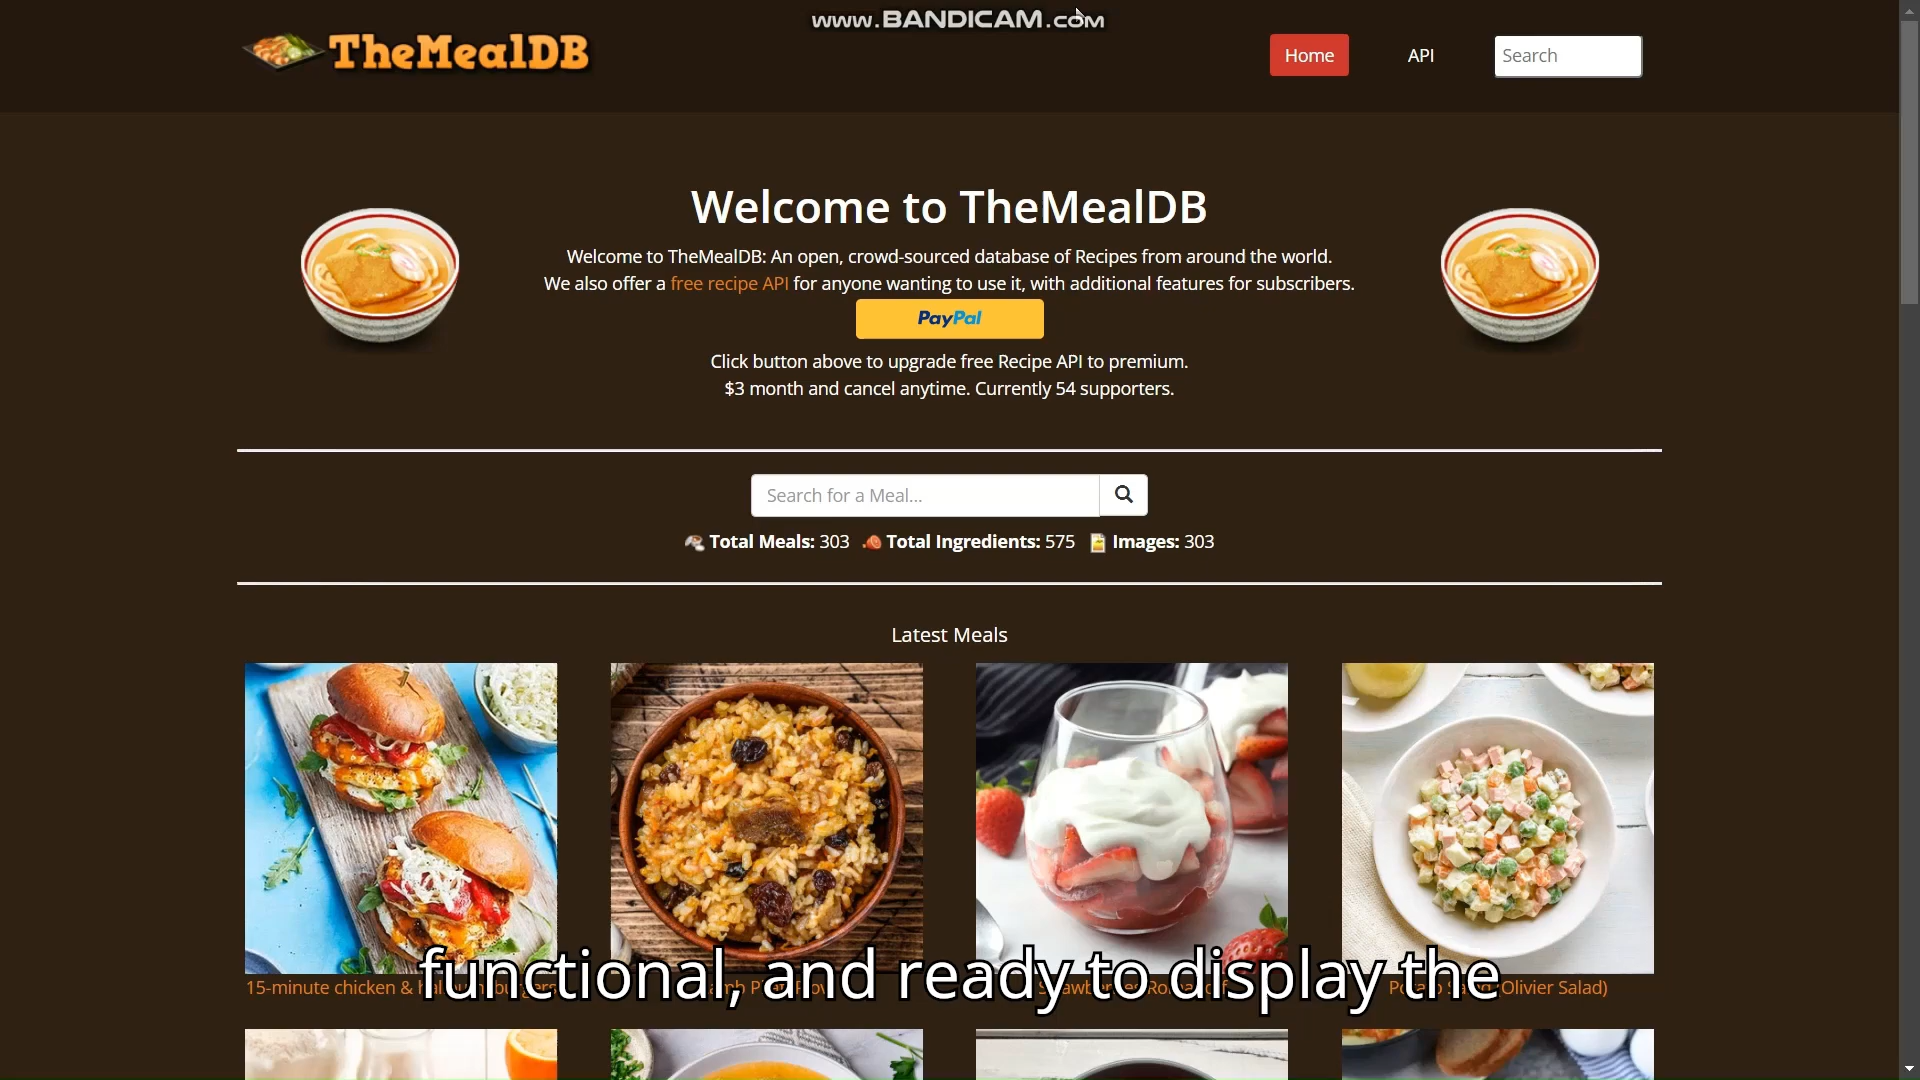 www.BANDICAM.com
TheMealDB
Home
API
Search
Welcome to TheMealDB
Welcome to TheMealDB: An open, crowd-sourced database of Recipes from around the world.
We also offer a free recipe API for anyone wanting to use it, with additional features for subscribers.
PayPal
Click button above to upgrade free Recipe API to premium.
$3 month and cancel anytime. Currently 54 supporters.
Search for a Meal...
Total Meals: 303 Total Ingredients: 575 Images: 303
Latest Meals
15-minute chicken &
(Olivier Salad)
functional, and ready to display the